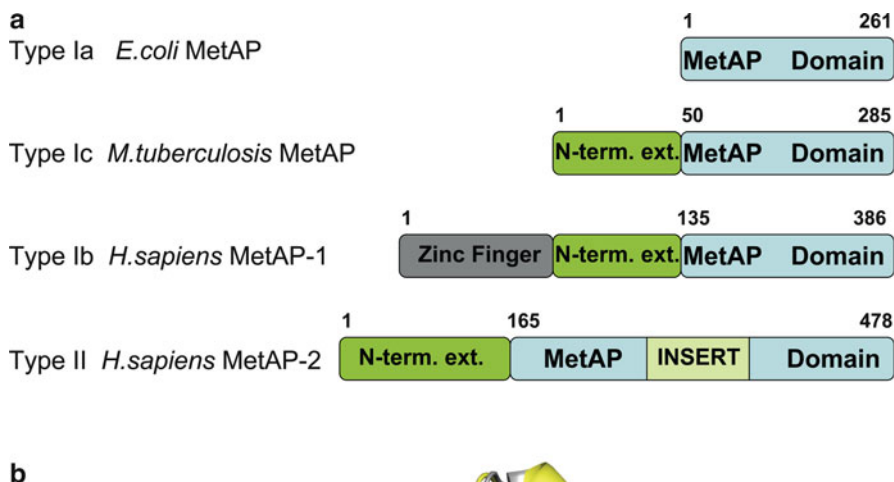 a
1 261
Type Ia E.coli MetAP MetAP Domain
1 50 285
Type Ic M.tuberculosis MetAP N-term. ext. MetAP Domain
1 135 386
Type Ib H.sapiens MetAP-1 Zinc Finger N-term. ext. MetAP Domain
1 165 478
Type II H.sapiens MetAP-2 N-term. ext. MetAP INSERT Domain
b